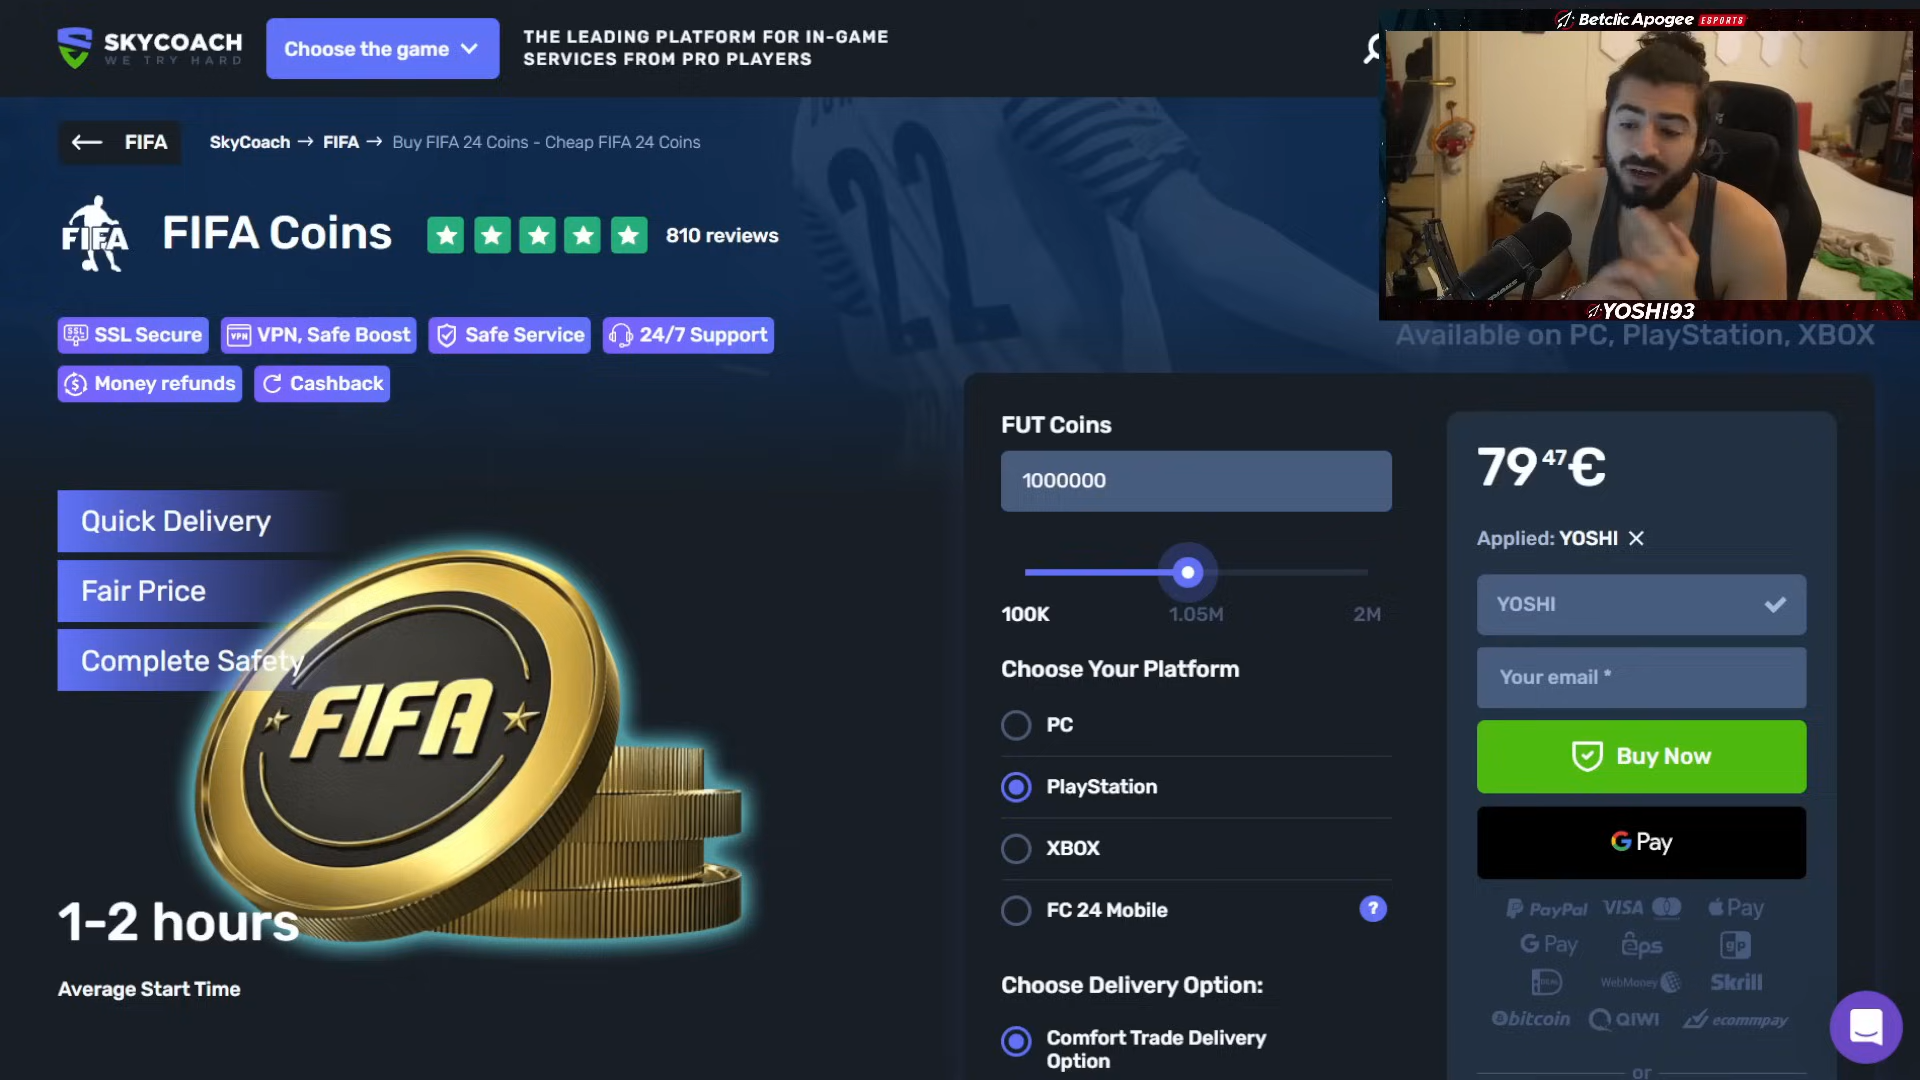 SKYCOACH
WE TRY HARD
Choose the game
THE LEADING PLATFORM FOR IN-GAME
SERVICES FROM PRO PLAYERS
Betclic Apogee ESPORTS
YOSHI93
FIFA
SkyCoach → FIFA → Buy FIFA 24 Coins - Cheap FIFA 24 Coins
FIFA
FIFA Coins
810 reviews
22
SSL
SSL Secure
VPN
VPN, Safe Boost
Safe Service
24/7 Support
Money refunds
Cashback
Available on PC, PlayStation, XBOX
Quick Delivery
Fair Price
Complete Safety
FIFA
1-2 hours
Average Start Time
FUT Coins
1000000
100K
1.05M
2M
Choose Your Platform
PC
PlayStation
XBOX
FC 24 Mobile
?
Choose Delivery Option:
Comfort Trade Delivery
Option
79 47 €
Applied: YOSHI
YOSHI
Your email *
Buy Now
G Pay
PayPal
VISA
Pay
G Pay
eps
gp
WebMoney
Skrill
bitcoin
QIWI
ecommpay
or